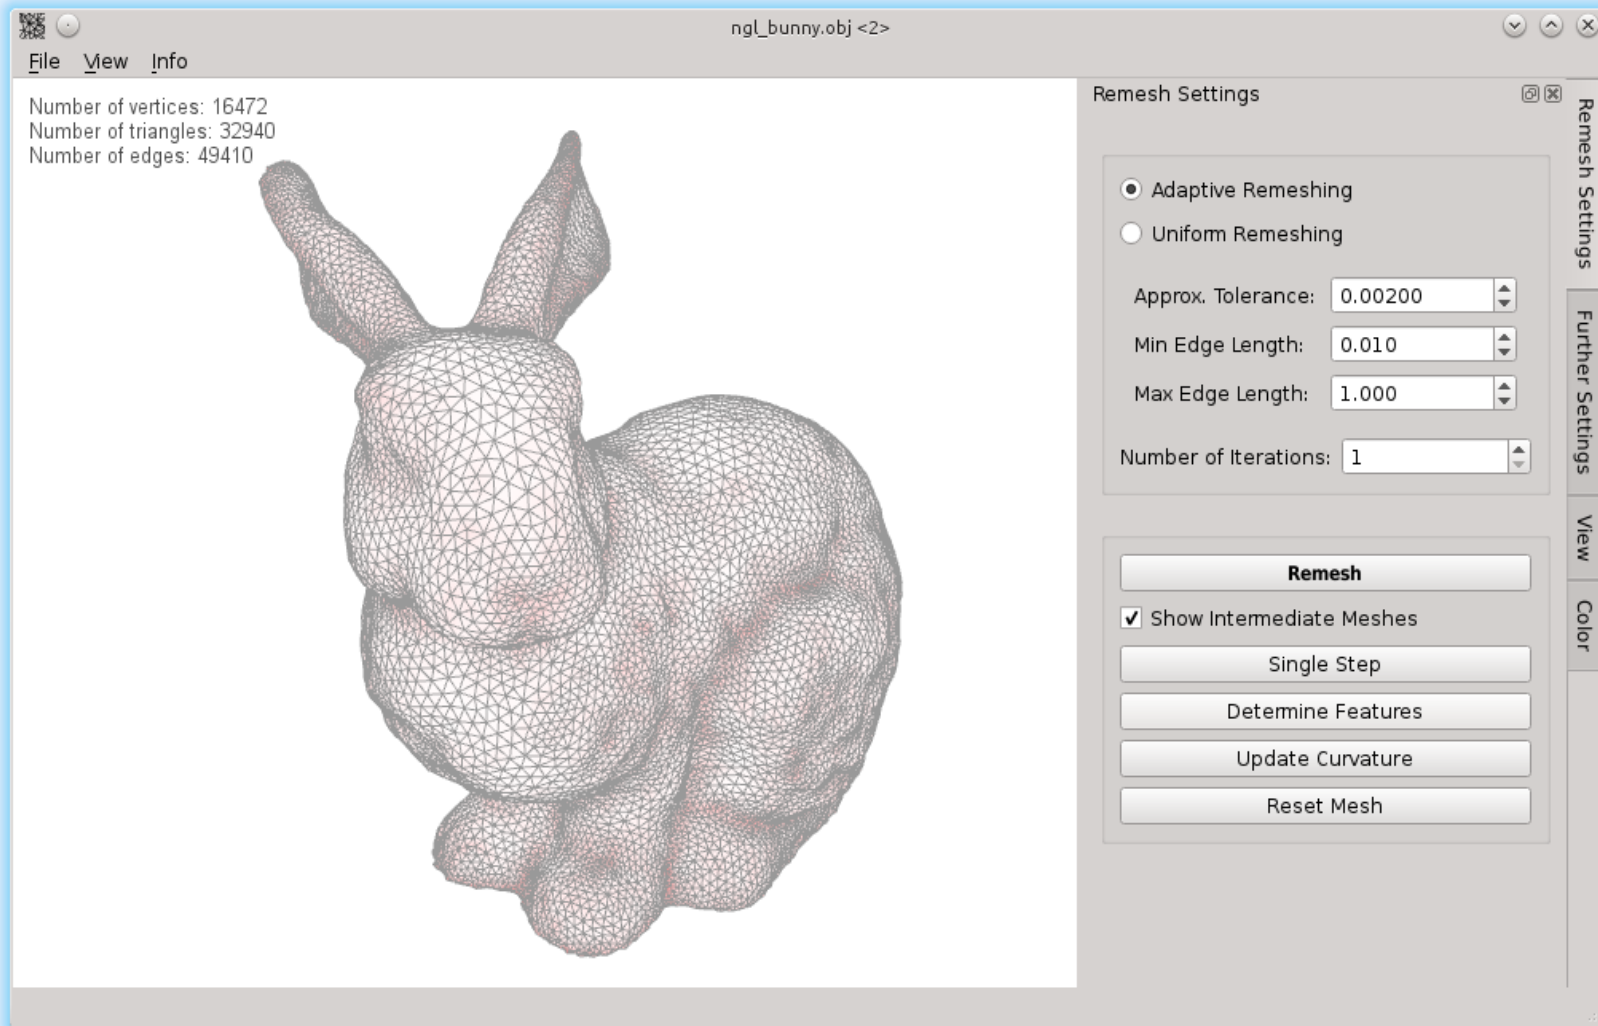 ngl_bunny.obj <2>
File View Info
Number of vertices: 16472
Number of triangles: 32940
Number of edges: 49410
Remesh Settings
Adaptive Remeshing
Uniform Remeshing
Approx. Tolerance: 0.00200
Min Edge Length: 0.010
Max Edge Length: 1.000
Number of Iterations: 1
Remesh
Show Intermediate Meshes
Single Step
Determine Features
Update Curvature
Reset Mesh
Remesh Settings
Further Settings
View
Color